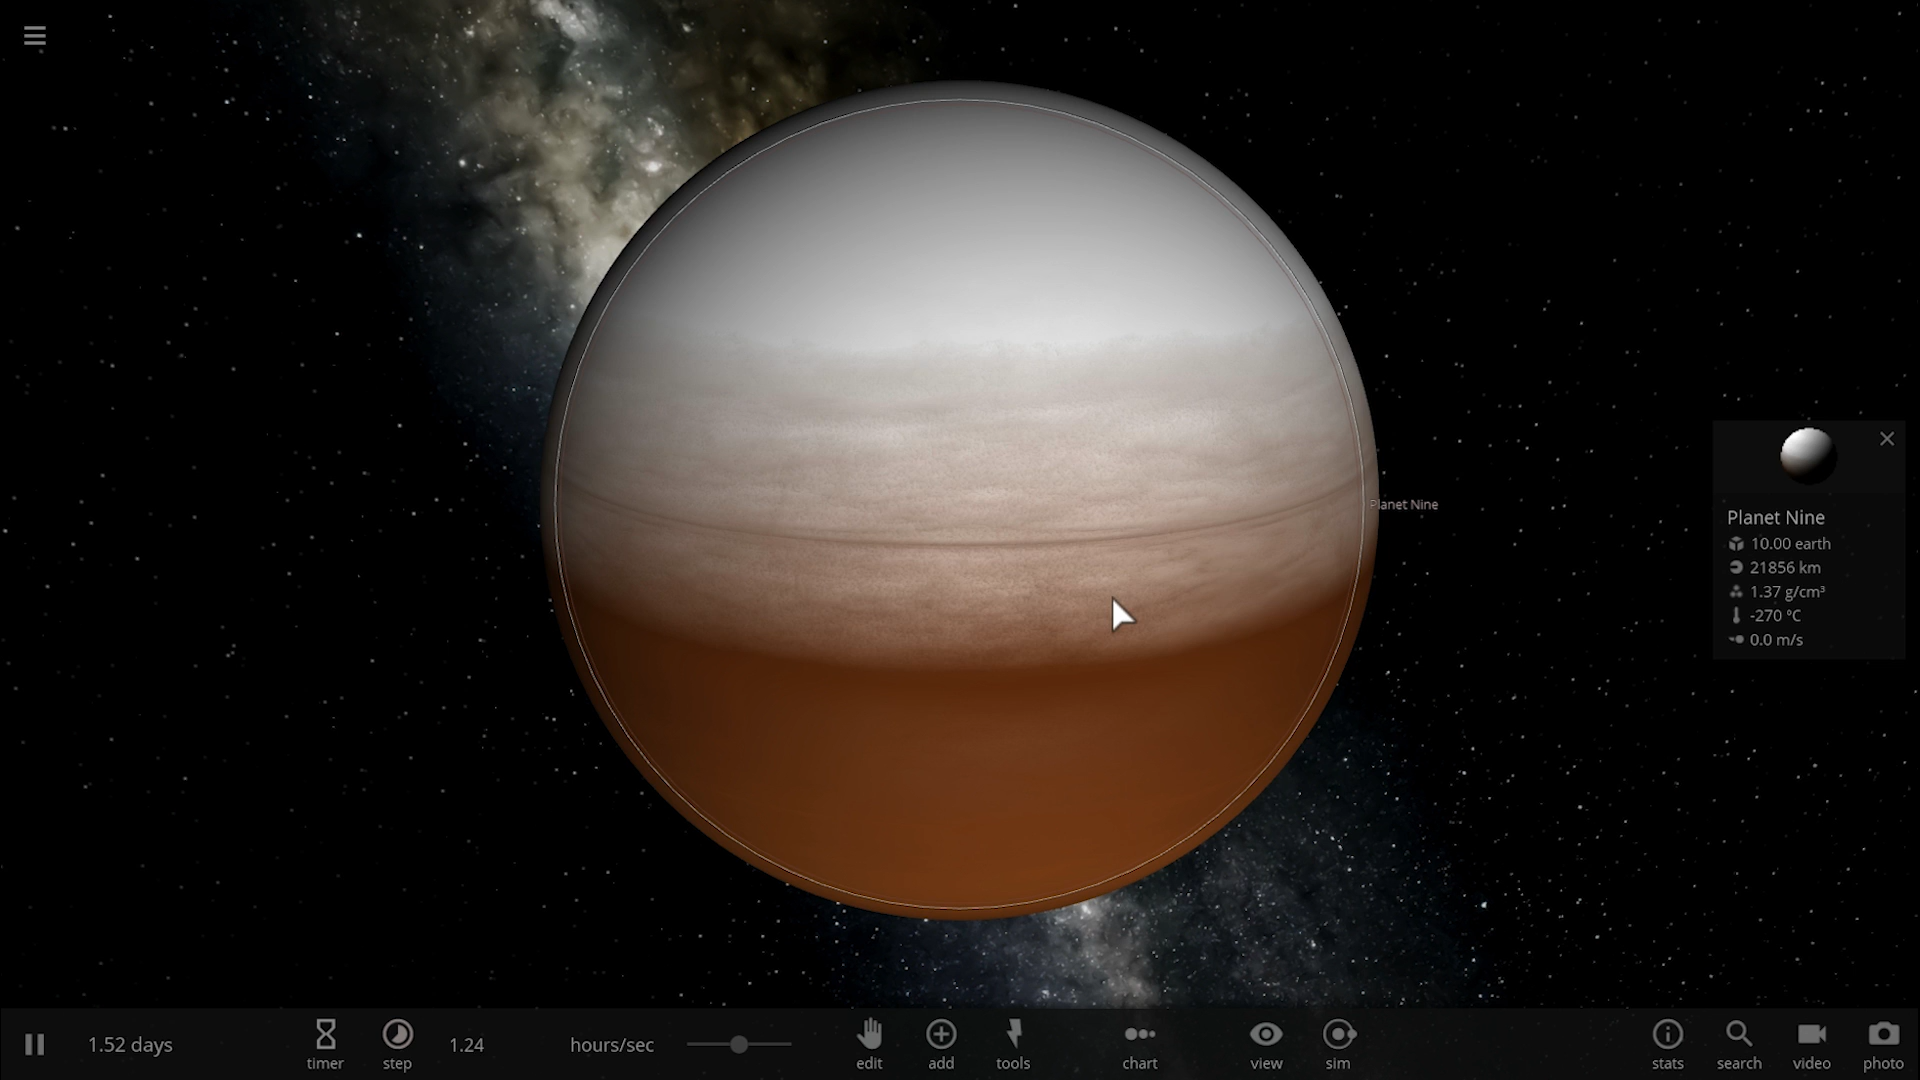 Planet Nine
Planet Nine
10.00 earth
21856 km
1.37 g/cm³
-270 °C
0.0 m/s
1.52 days
timer
step
1.24
hours/sec
edit
add
tools
chart
view
sim
stats
search
video
photo